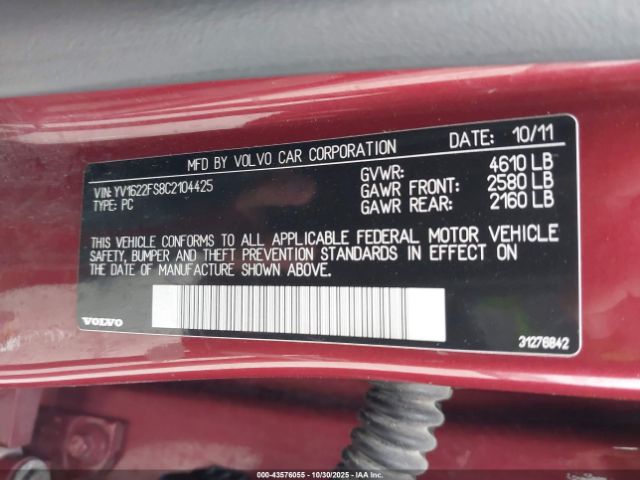 MFD BY VOLVO CAR CORPORATION DATE: 10/11
VIN: YV1622FS8C2104425
TYPE: PC
GVWR: 4610 LB
GAWR FRONT: 2580 LB
GAWR REAR: 2160 LB
THIS VEHICLE CONFORMS TO ALL APPLICABLE FEDERAL MOTOR VEHICLE
SAFETY, BUMPER AND THEFT PREVENTION STANDARDS IN EFFECT ON
THE DATE OF MANUFACTURE SHOWN ABOVE.
VOLVO
31276842
000-43576055 - 10/30/2025 - IAAI.com